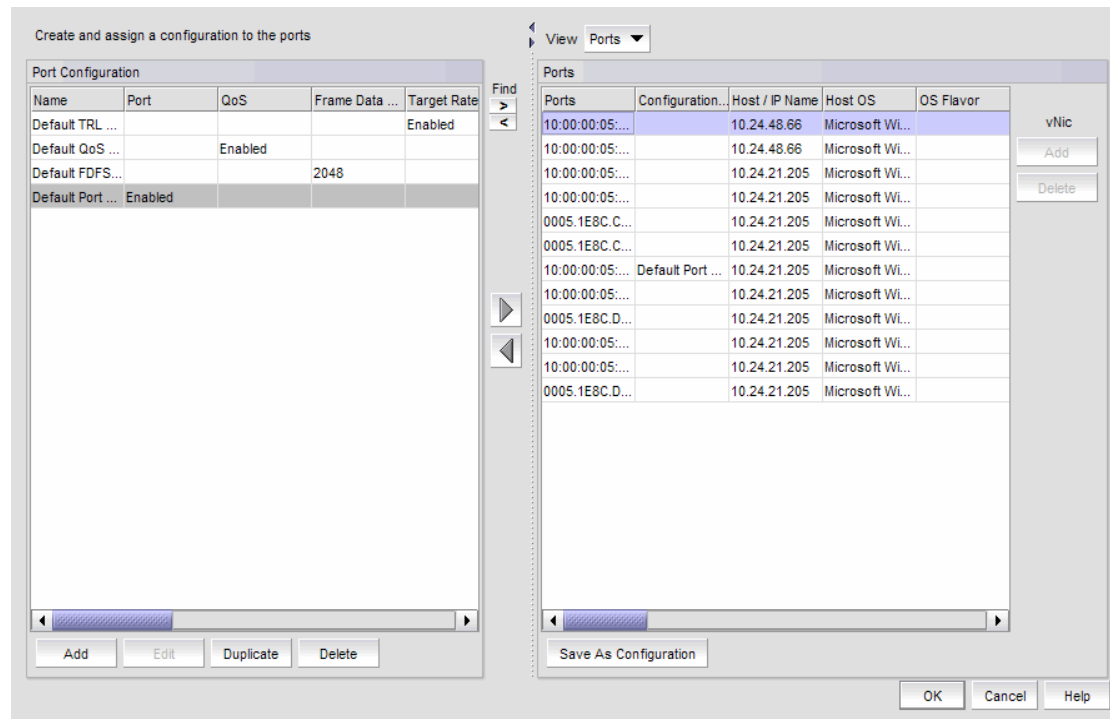 Create and assign a configuration to the ports
View Ports
Port Configuration
Name Port QoS Frame Data ... Target Rate
Default TRL ... Enabled
Default QoS ... Enabled
Default FDFS... 2048
Default Port ... Enabled
Find
>
<
Ports
Ports Configuration... Host / IP Name Host OS OS Flavor
10:00:00:05:... 10.24.48.66 Microsoft Wi...
10:00:00:05:... 10.24.48.66 Microsoft Wi...
10:00:00:05:... 10.24.21.205 Microsoft Wi...
10:00:00:05:... 10.24.21.205 Microsoft Wi...
0005.1E8C.C... 10.24.21.205 Microsoft Wi...
0005.1E8C.C... 10.24.21.205 Microsoft Wi...
10:00:00:05:... Default Port ... 10.24.21.205 Microsoft Wi...
10:00:00:05:... 10.24.21.205 Microsoft Wi...
0005.1E8C.D... 10.24.21.205 Microsoft Wi...
10:00:00:05:... 10.24.21.205 Microsoft Wi...
10:00:00:05:... 10.24.21.205 Microsoft Wi...
0005.1E8C.D... 10.24.21.205 Microsoft Wi...
vNic
Add
Delete
Add Edit Duplicate Delete
Save As Configuration
OK Cancel Help